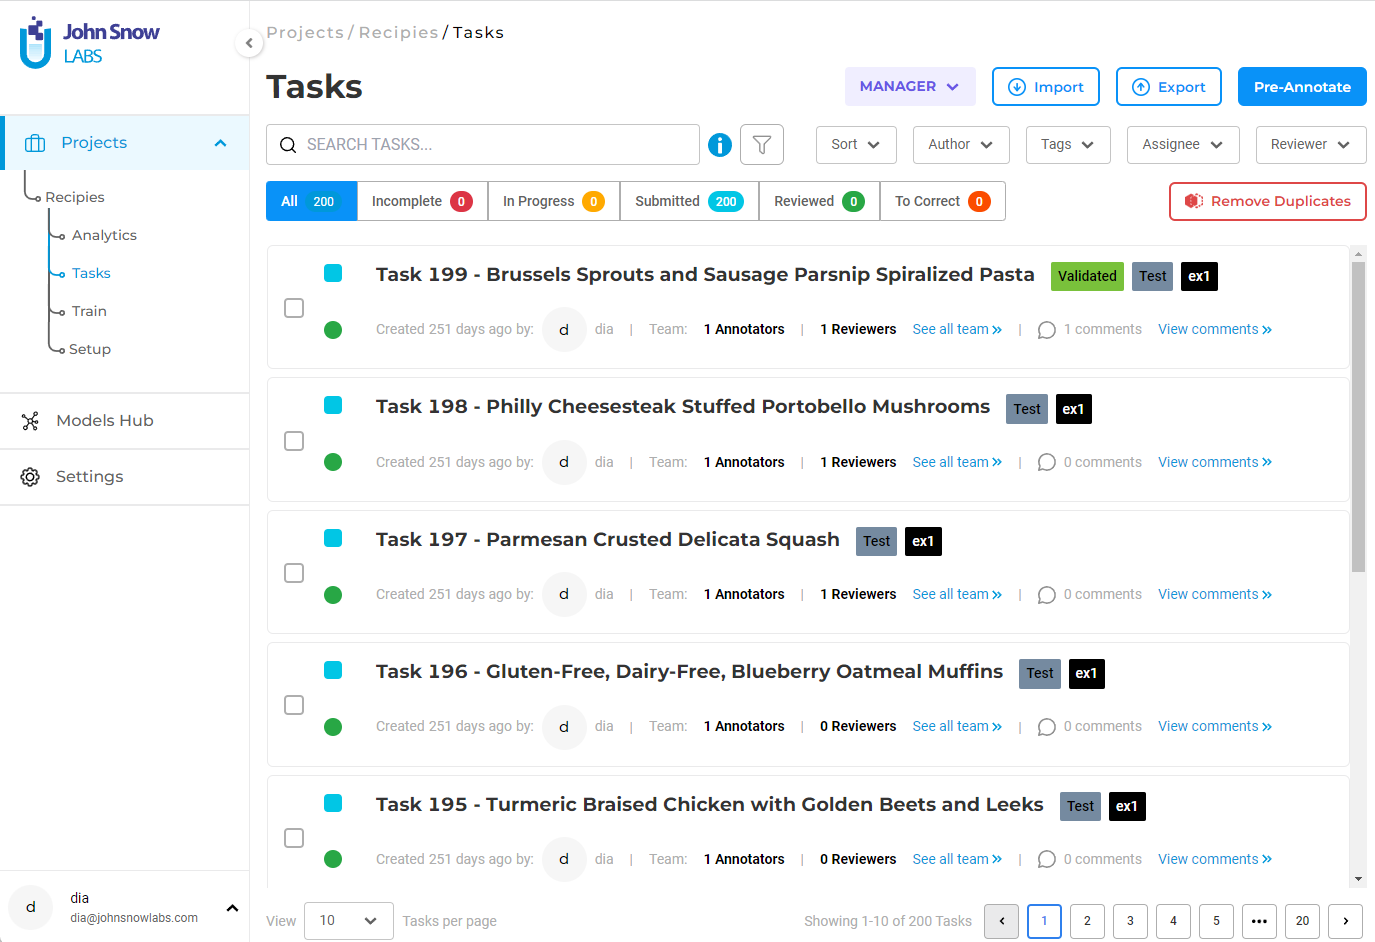 John Snow
LABS
Projects / Recipies / Tasks
Tasks
MANAGER
Import
Export
Pre-Annotate
Projects
SEARCH TASKS...
Sort
Author
Tags
Assignee
Reviewer
Recipies
All 200
Incomplete 0
In Progress 0
Submitted 200
Reviewed 0
To Correct 0
Remove Duplicates
Analytics
Tasks
Train
Setup
Models Hub
Settings
Task 199 - Brussels Sprouts and Sausage Parsnip Spiralized Pasta Validated Test ex1
Created 251 days ago by: d dia | Team: 1 Annotators | 1 Reviewers See all team » | 1 comments View comments »
Task 198 - Philly Cheesesteak Stuffed Portobello Mushrooms Test ex1
Created 251 days ago by: d dia | Team: 1 Annotators | 1 Reviewers See all team » | 0 comments View comments »
Task 197 - Parmesan Crusted Delicata Squash Test ex1
Created 251 days ago by: d dia | Team: 1 Annotators | 1 Reviewers See all team » | 0 comments View comments »
Task 196 - Gluten-Free, Dairy-Free, Blueberry Oatmeal Muffins Test ex1
Created 251 days ago by: d dia | Team: 1 Annotators | 0 Reviewers See all team » | 0 comments View comments »
Task 195 - Turmeric Braised Chicken with Golden Beets and Leeks Test ex1
Created 251 days ago by: d dia | Team: 1 Annotators | 0 Reviewers See all team » | 0 comments View comments »
d
dia
dia@johnsnowlabs.com
View 10 Tasks per page
Showing 1-10 of 200 Tasks ‹ 1 2 3 4 5 ••• 20 ›